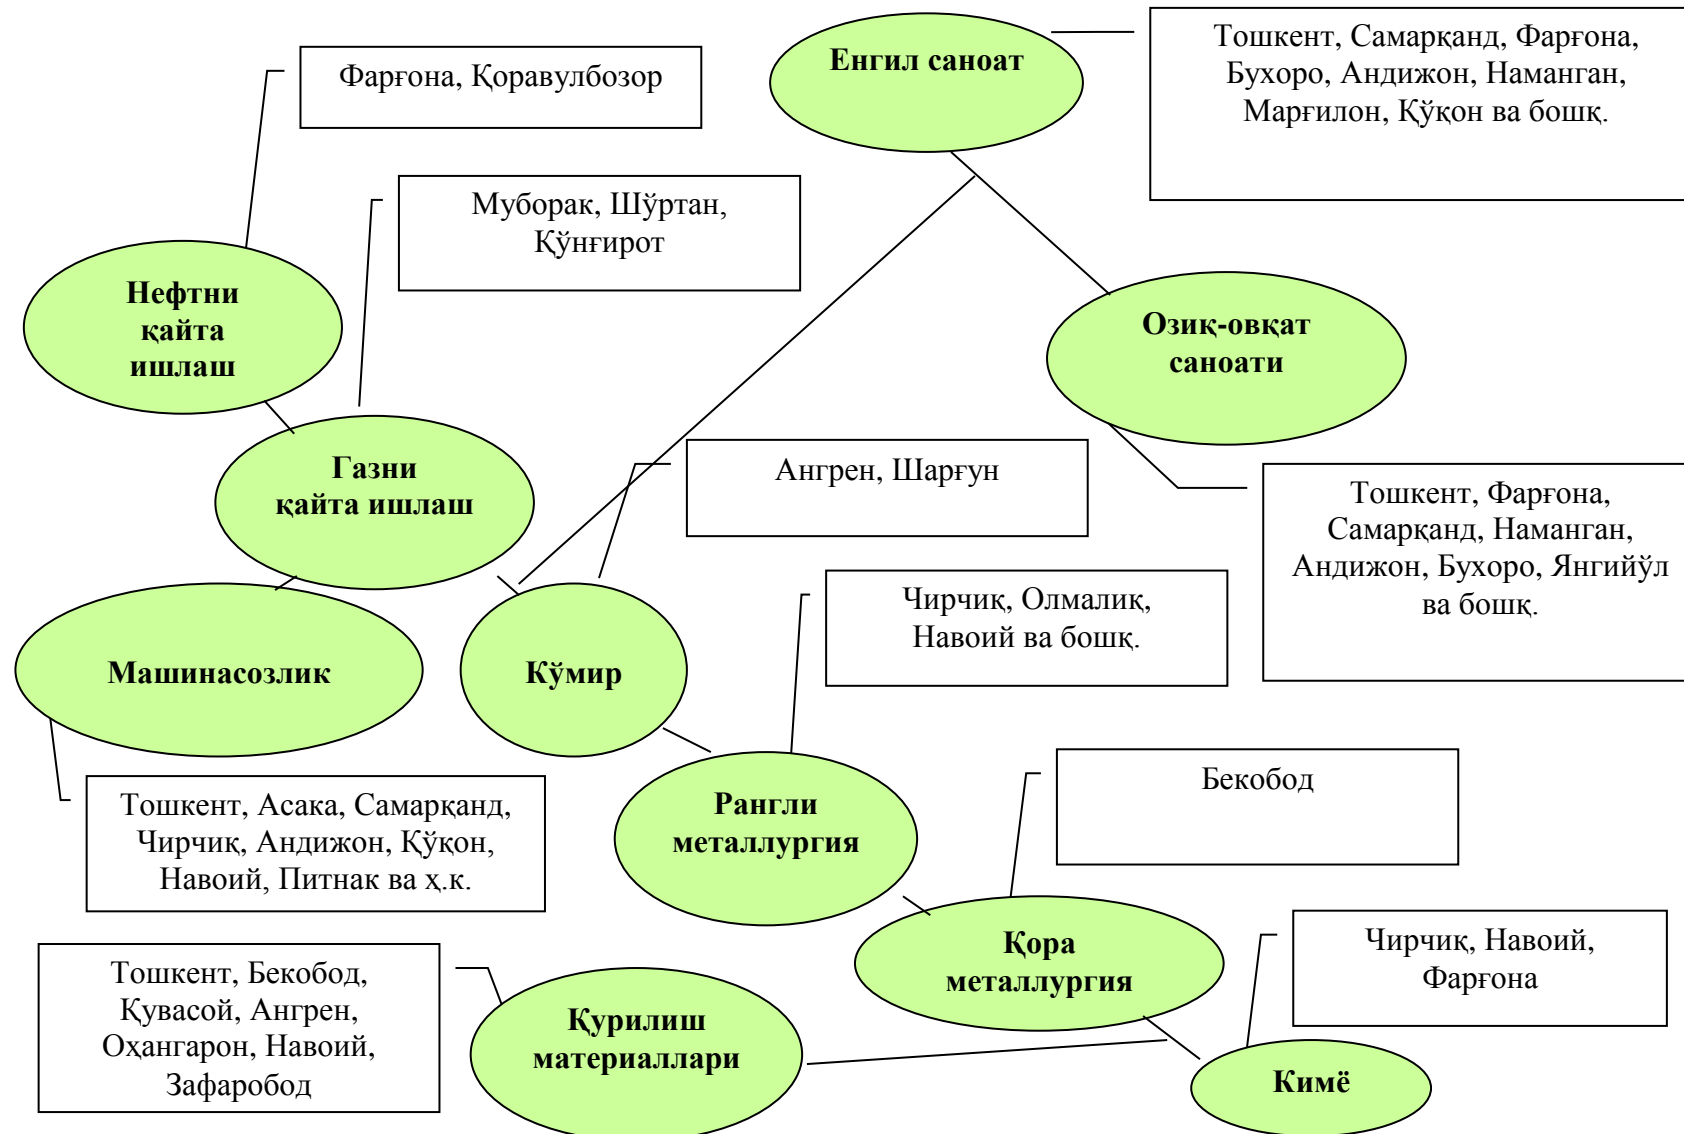 Енгил саноат
Тошкент, Самарқанд, Фарғона,
Бухоро, Андижон, Наманган,
Марғилон, Қўқон ва бошқ.
Фарғона, Қоравулбозор
Муборак, Шўртан,
Қўнғирот
Нефтни
қайта
ишлаш
Озиқ-овқат
саноати
Газни
қайта ишлаш
Ангрен, Шарғун
Тошкент, Фарғона,
Самарқанд, Наманган,
Андижон, Бухоро, Янгийўл
ва бошқ.
Машинасозлик
Кўмир
Чирчиқ, Олмалиқ,
Навоий ва бошқ.
Тошкент, Асака, Самарқанд,
Чирчиқ, Андижон, Қўқон,
Навоий, Питнак ва ҳ.к.
Рангли
металлургия
Бекобод
Қора
металлургия
Чирчиқ, Навоий,
Фарғона
Тошкент, Бекобод,
Қувасой, Ангрен,
Оҳангарон, Навоий,
Зафаробод
Қурилиш
материаллари
Кимё